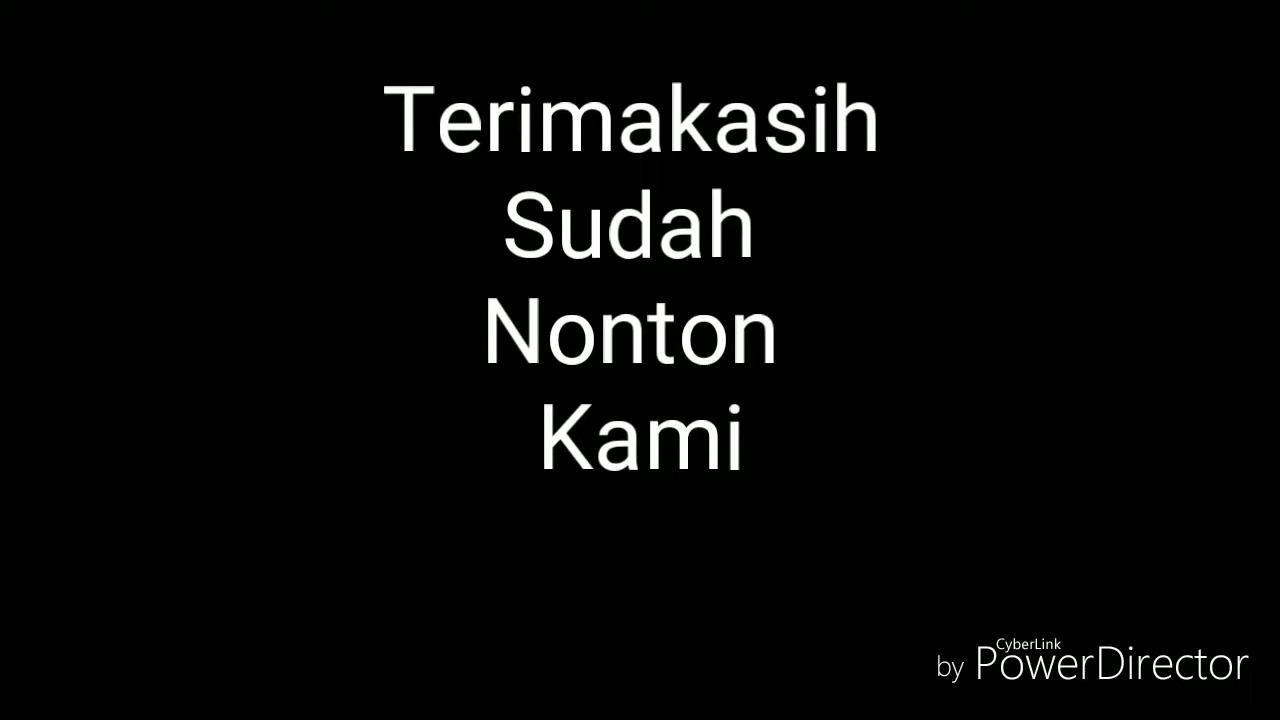 Terimakasih
Sudah
Nonton
Kami
CyberLink
by PowerDirector